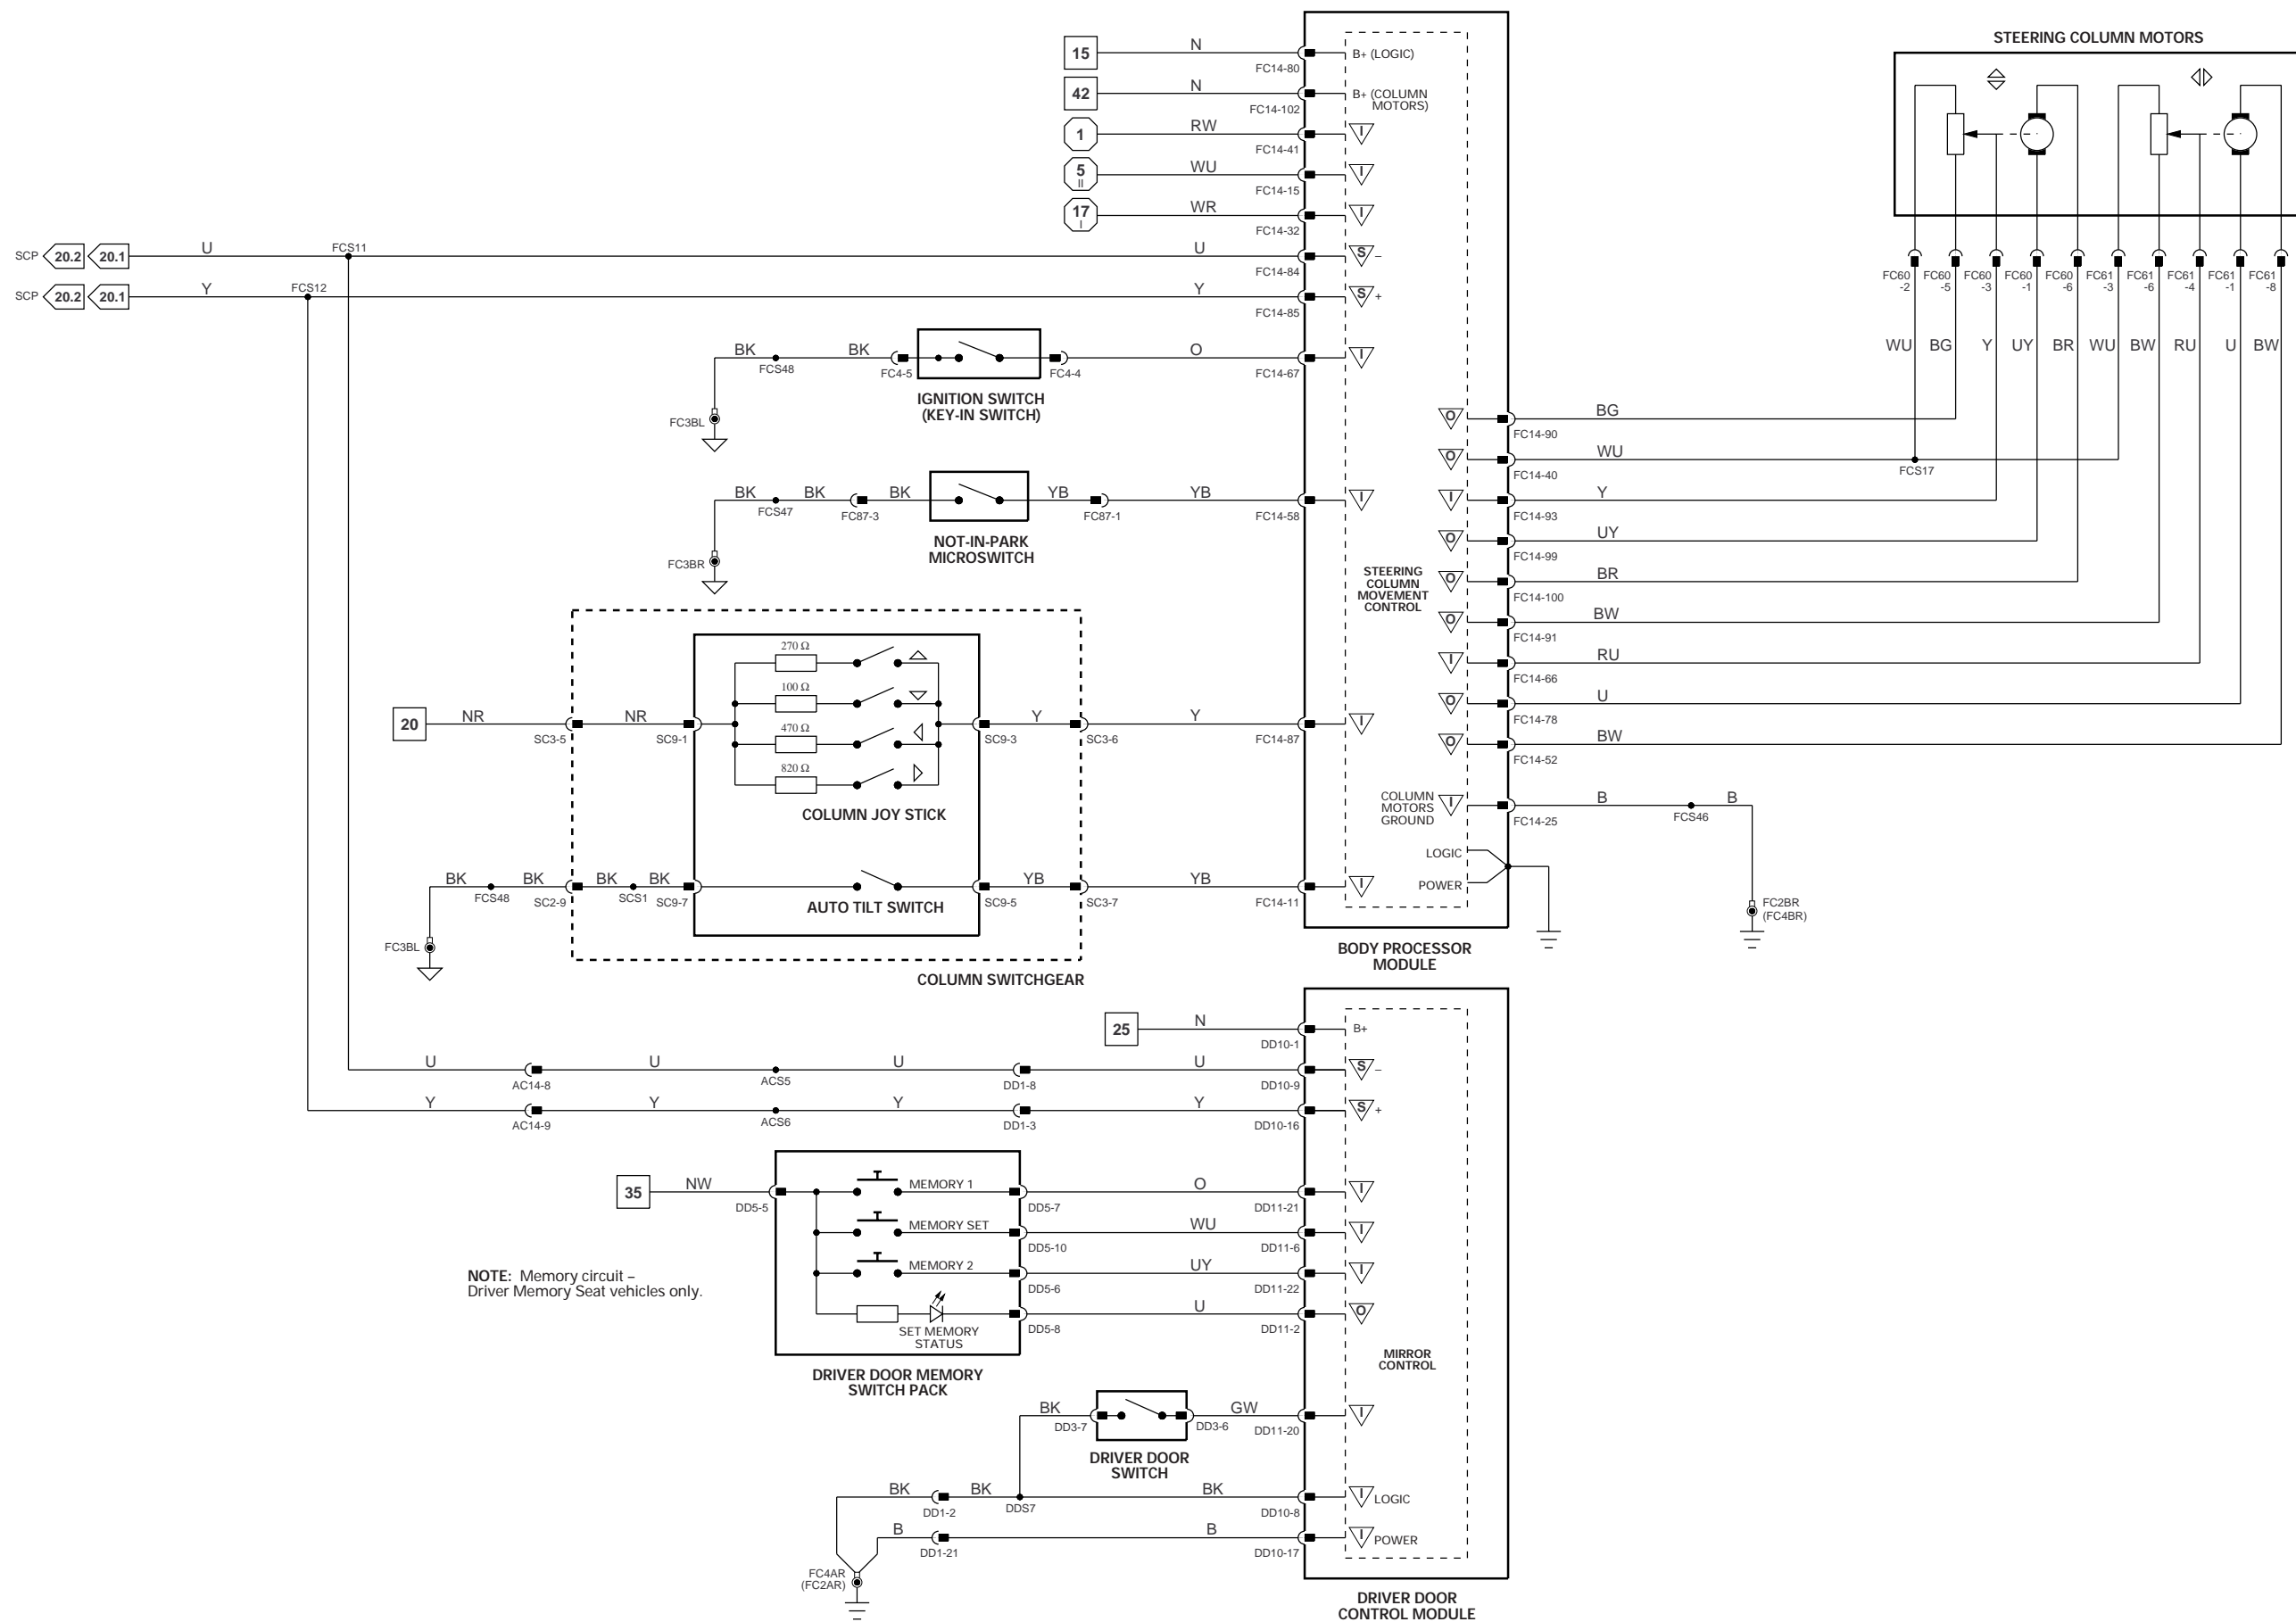 STEERING COLUMN MOTORS
15 N FC14-80 B+ (LOGIC)
42 N FC14-102 B+ (COLUMN
MOTORS)
1 RW FC14-41 I
5 II WU FC14-15 I
17 I WR FC14-32 I
SCP 20.2 20.1 U FCS11 U FC14-84 S –
SCP 20.2 20.1 Y FCS12 Y FC14-85 S +
FC60 -2 FC60 -5 FC60 -3 FC60 -1 FC60 -6 FC61 -3 FC61 -6 FC61 -4 FC61 -1 FC61 -8
WU BG Y UY BR WU BW RU U BW
BK FCS48 BK FC4-5 FC4-4 O FC14-67 I
IGNITION SWITCH
(KEY-IN SWITCH)
FC3BL
O BG FC14-90
O WU FC14-40 FCS17
BK FCS47 BK FC87-3 BK YB FC87-1 YB FC14-58 I
NOT-IN-PARK
MICROSWITCH
FC3BR
I Y FC14-93
O UY FC14-99
O BR FC14-100
O BW FC14-91
I RU FC14-66
O U FC14-78
O BW FC14-52
STEERING
COLUMN
MOVEMENT
CONTROL
270 Ω
100 Ω
470 Ω
820 Ω
20 NR SC3-5 NR SC9-1 SC9-3 Y SC3-6 Y FC14-87 I
COLUMN JOY STICK
COLUMN
MOTORS
GROUND
I B FC14-25 FCS46 B
LOGIC
POWER
FC2BR
(FC4BR)
BK FCS48 BK SC2-9 BK SCS1 BK SC9-7 SC9-5 YB SC3-7 YB FC14-11 I
AUTO TILT SWITCH
FC3BL
COLUMN SWITCHGEAR
BODY PROCESSOR
MODULE
25 N DD10-1 B+
U AC14-8 U ACS5 U DD1-8 U DD10-9 S –
Y AC14-9 Y ACS6 Y DD1-3 Y DD10-16 S +
35 NW DD5-5 MEMORY 1 DD5-7 O DD11-21 I
MEMORY SET DD5-10 WU DD11-6 I
MEMORY 2 DD5-6 UY DD11-22 I
SET MEMORY
STATUS
DD5-8 U DD11-2 O
NOTE: Memory circuit –
Driver Memory Seat vehicles only.
DRIVER DOOR MEMORY
SWITCH PACK
MIRROR
CONTROL
BK DD3-7 DD3-6 GW DD11-20 I
DRIVER DOOR
SWITCH
BK DD1-2 BK DDS7 BK DD10-8 I LOGIC
B DD1-21 B DD10-17 I POWER
FC4AR
(FC2AR)
DRIVER DOOR
CONTROL MODULE